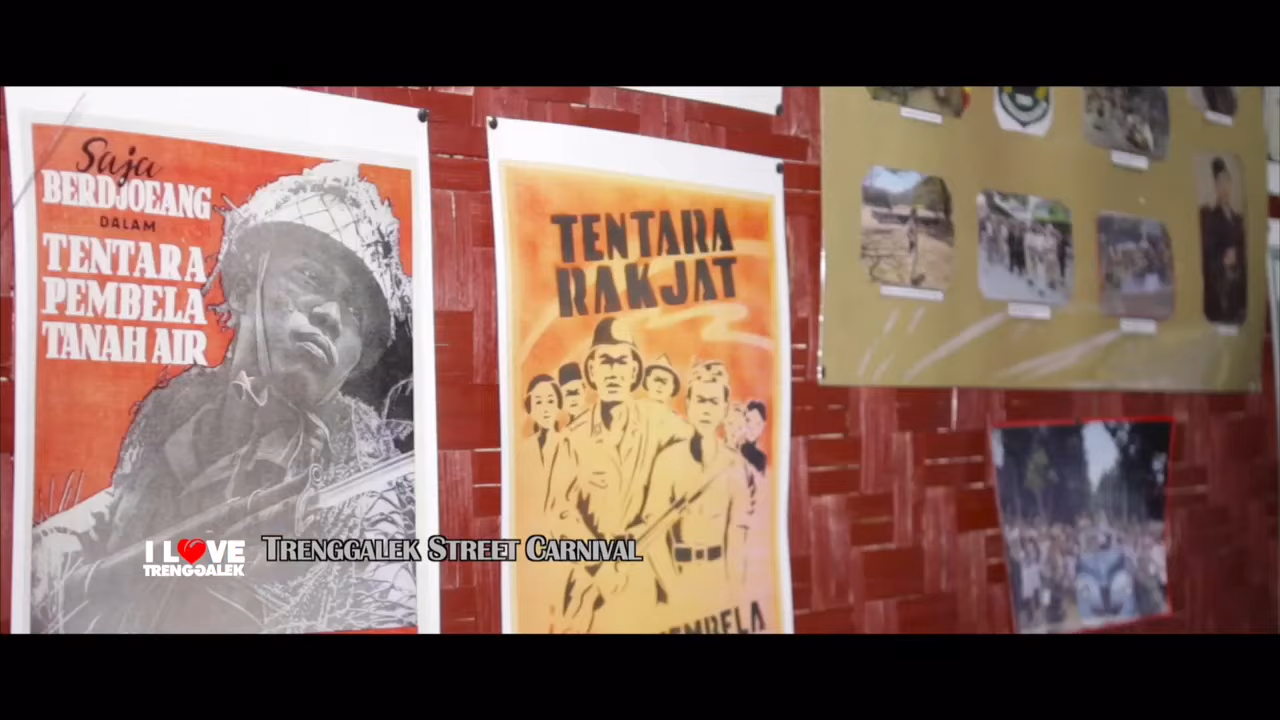 Saja
BERDJOEANG
DALAM
TENTARA
PEMBELA
TANAH AIR
TENTARA
RAKJAT
I LOVE
TRENGGALEK
TRENGGALEK STREET CARNIVAL